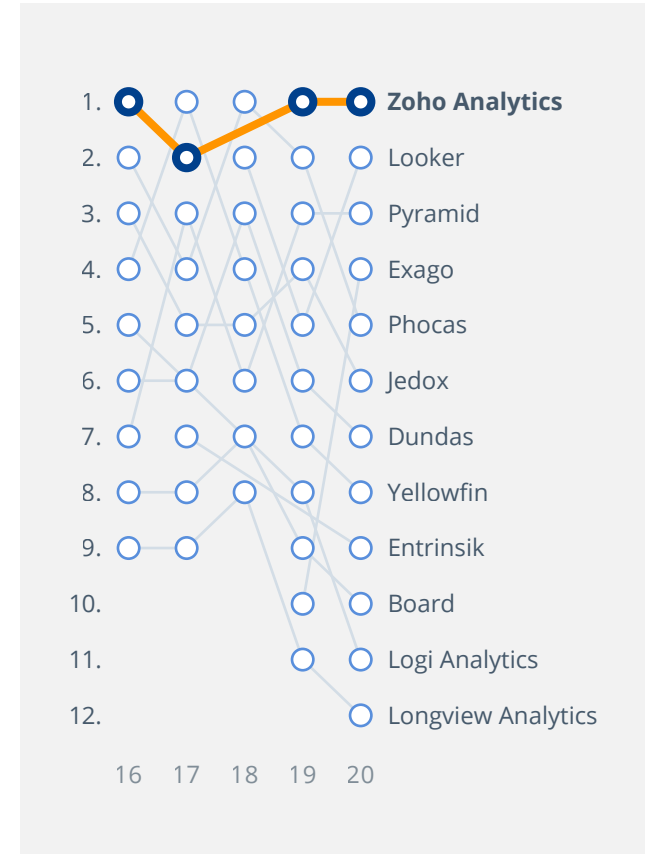 1. Zoho Analytics
2. Looker
3. Pyramid
4. Exago
5. Phocas
6. Jedox
7. Dundas
8. Yellowfin
9. Entrinsik
10. Board
11. Logi Analytics
12. Longview Analytics
16 17 18 19 20